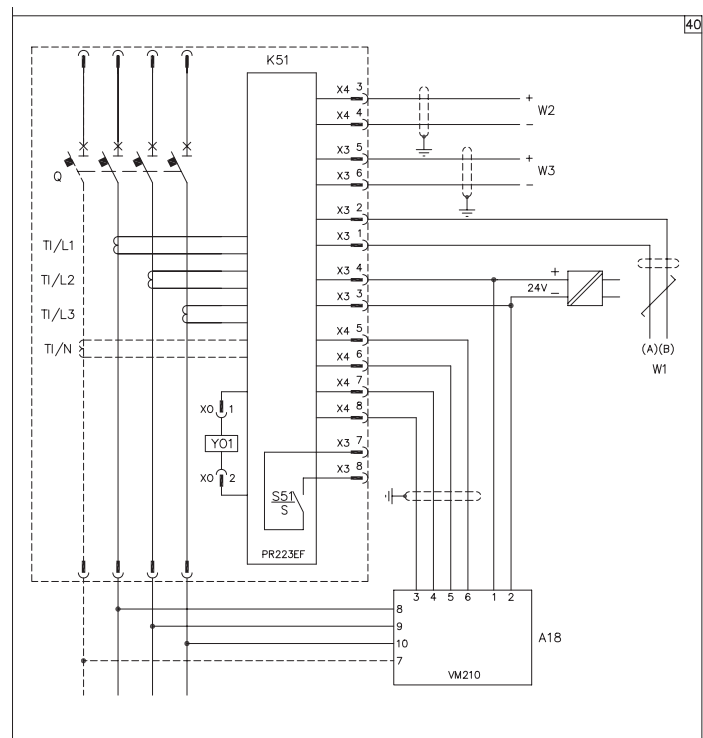 40
K51
X4 3
+
W2
X4 4
–
X3 5
+
W3
X3 6
–
Q
X3 2
X3 1
TI/L1
X3 4
+
TI/L2
24V
–
X3 3
TI/L3
X4 5
TI/N
(A)(B)
X4 6
W1
X4 7
X0 1
X4 8
Y01
X3 7
X0 2
X3 8
S51
S
PR223EF
3 4 5 6 1 2
8
9
A18
10
7
VM210